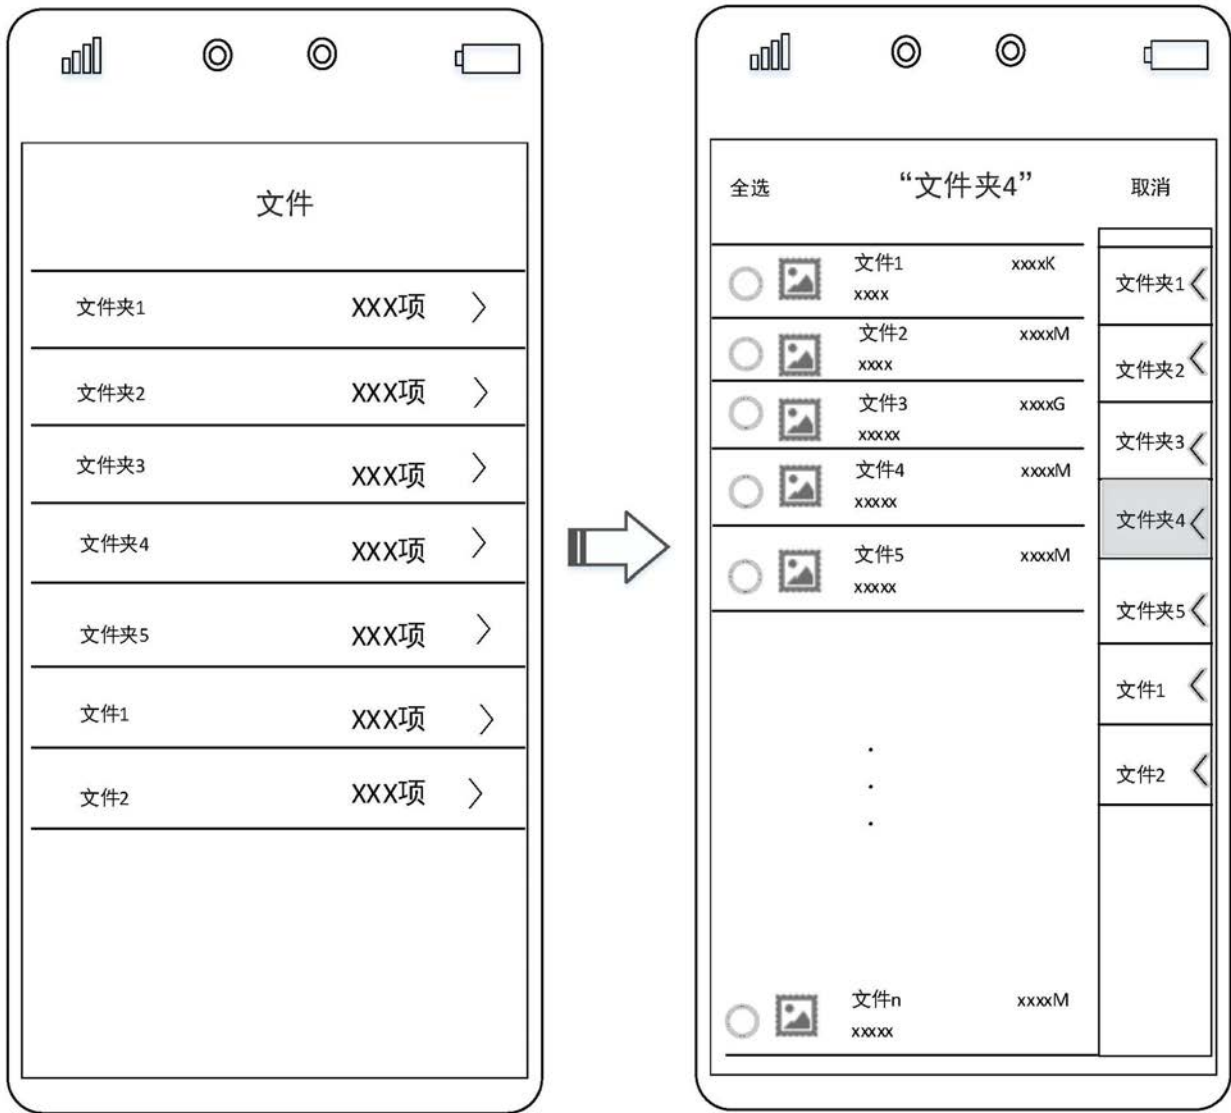 文件
文件夹1 XXX项
文件夹2 XXX项
文件夹3 XXX项
文件夹4 XXX项
文件夹5 XXX项
文件1 XXX项
文件2 XXX项
全选 “文件夹4” 取消
文件1 xxxxK
xxxx
文件2 xxxxM
xxxx
文件3 xxxxG
xxxxx
文件4 xxxxM
xxxxx
文件5 xxxxM
xxxxx
文件n xxxxM
xxxxx
文件夹1
文件夹2
文件夹3
文件夹4
文件夹5
文件1
文件2